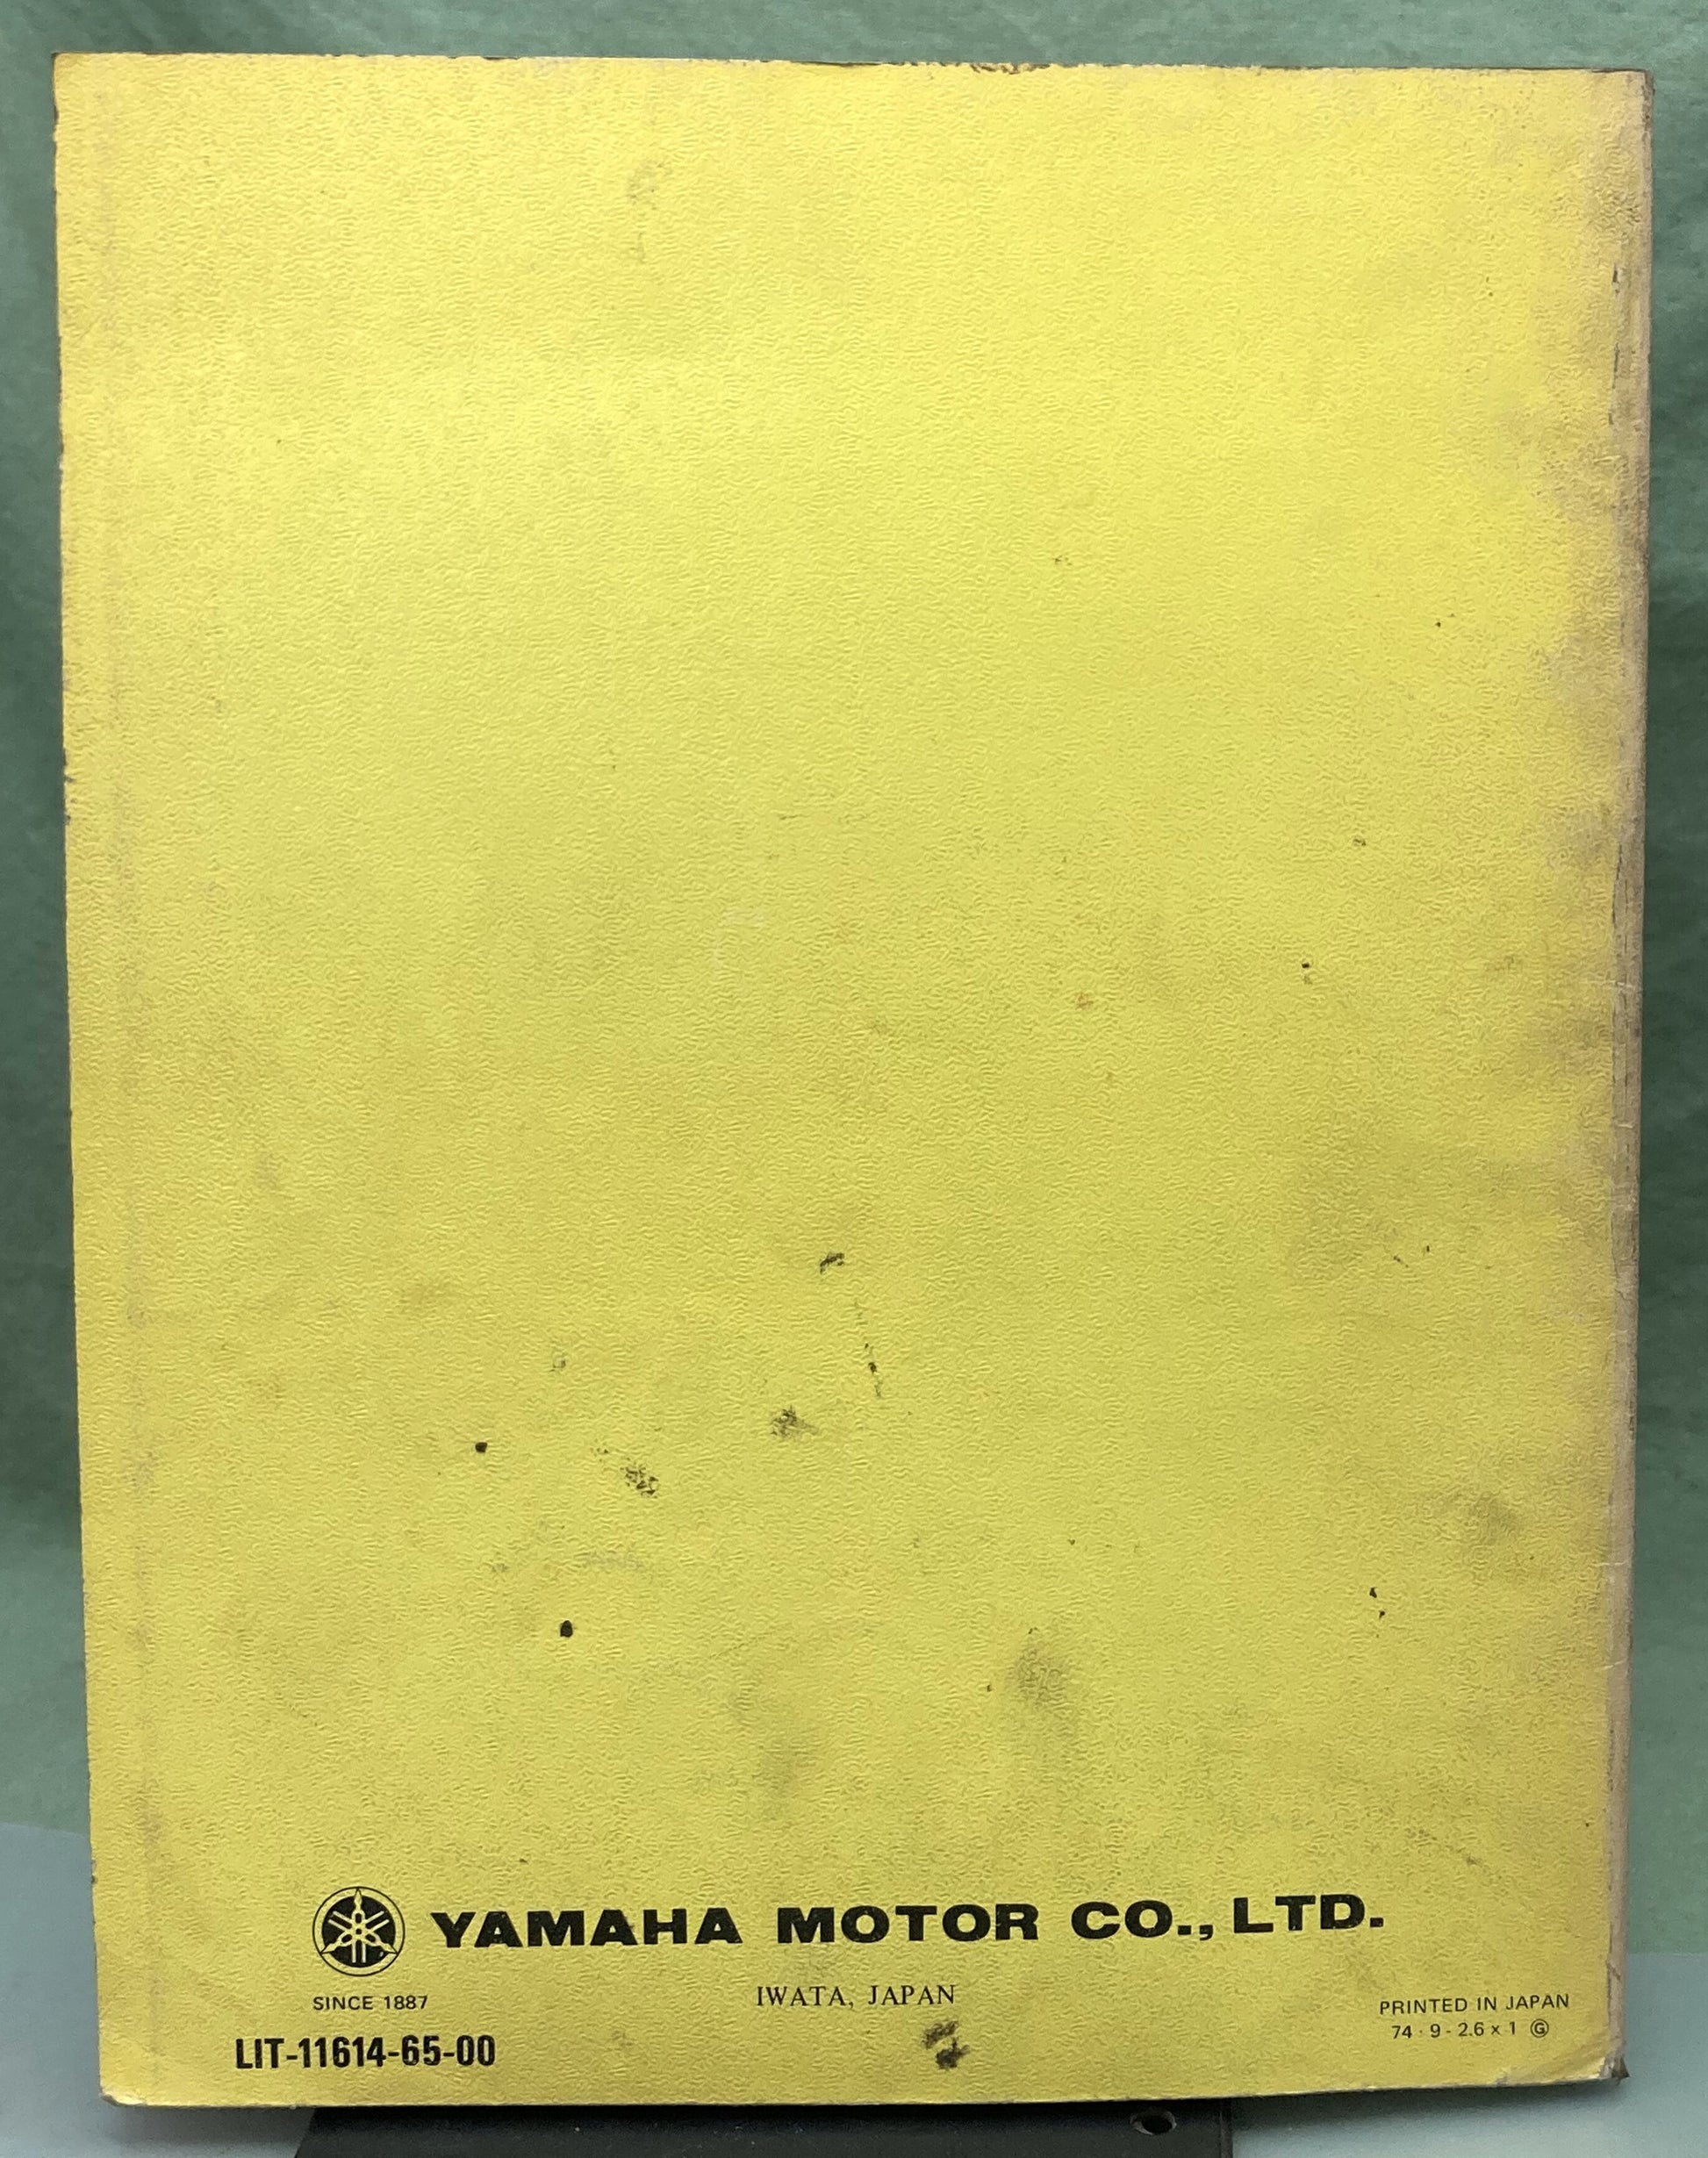 YAMAHA MOTOR CO., LTD.
SINCE 1887
IWATA, JAPAN
PRINTED IN JAPAN
74 · 9 - 2.6 x 1 Ⓖ
LIT-11614-65-00